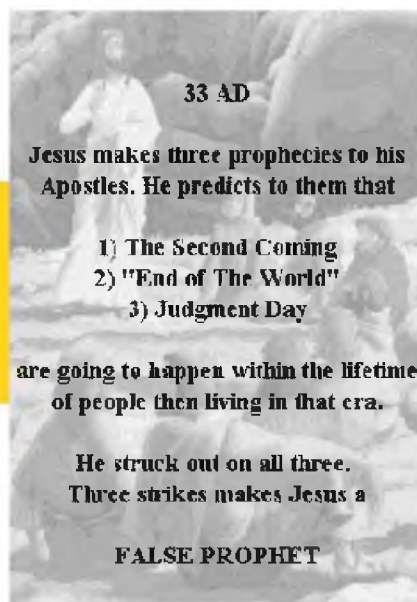 33 AD
Jesus makes three prophecies to his
Apostles. He predicts to them that
1) The Second Coming
2) "End of The World"
3) Judgment Day
are going to happen within the lifetime
of people then living in that era.
He struck out on all three.
Three strikes makes Jesus a
FALSE PROPHET